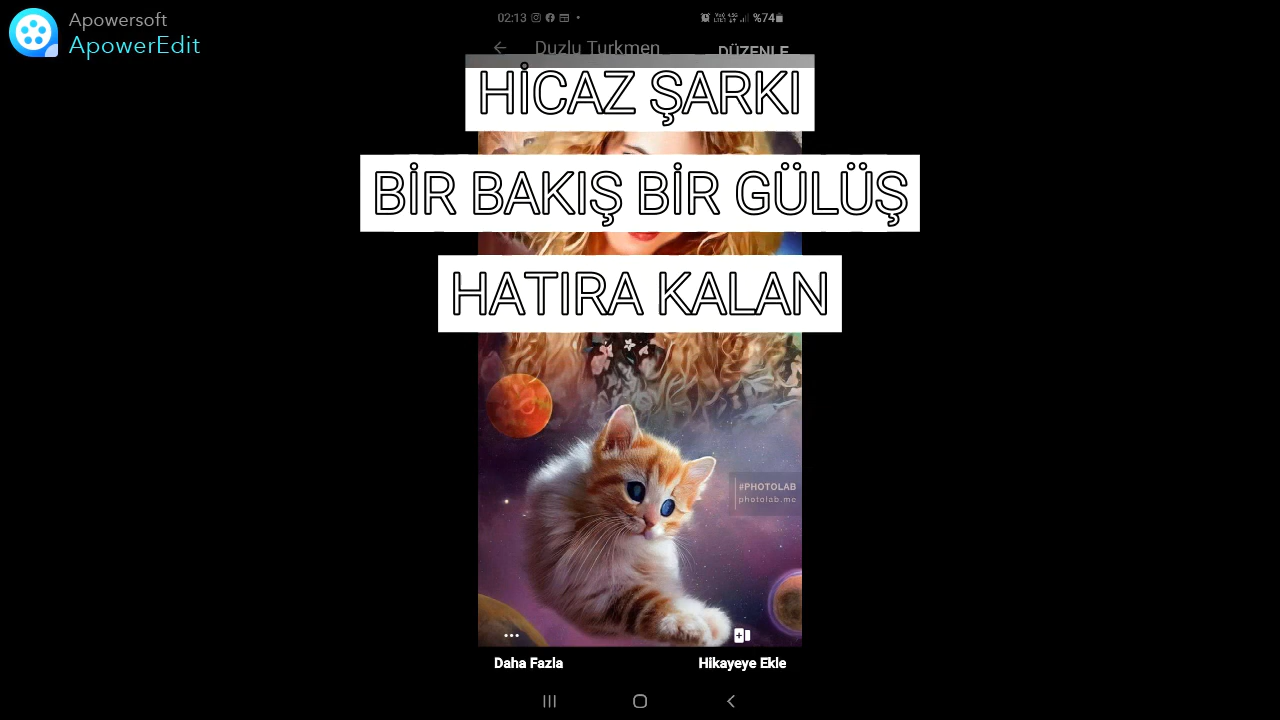 Apowersoft
ApowerEdit
02:13
%74
Duzlu Turkmen
DÜZENLE
HİCAZ ŞARKI
BİR BAKIŞ BİR GÜLÜŞ
HATIRA KALAN
#PHOTOLAB
photolab.me
Daha Fazla
Hikayeye Ekle